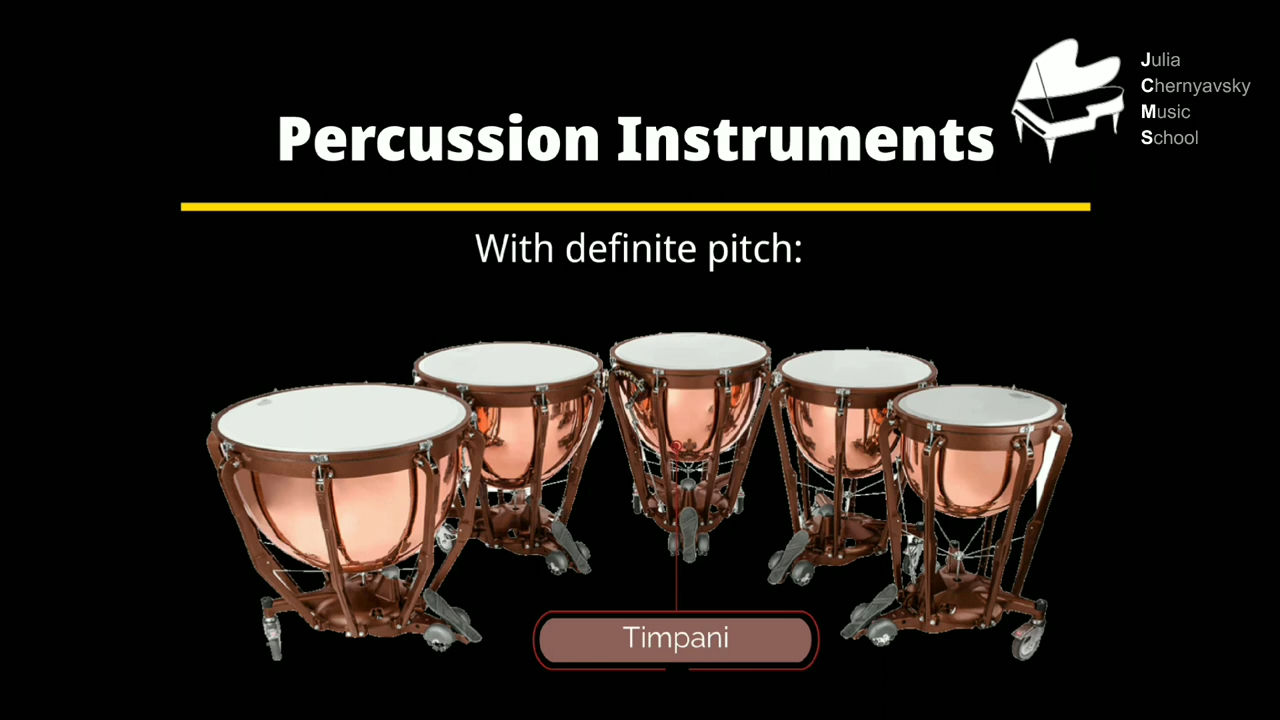 Percussion Instruments
Julia
Chernyavsky
Music
School
With definite pitch:
Timpani